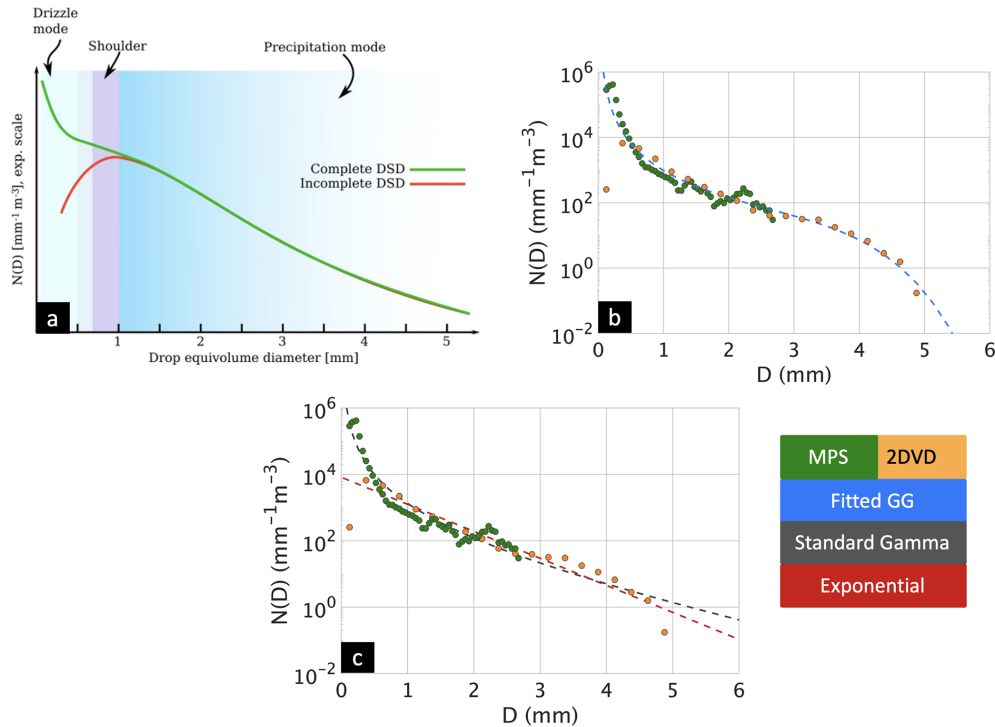 Drizzle
mode
Shoulder
Precipitation mode
N(D) [mm⁻¹ m⁻³], exp. scale
Complete DSD
Incomplete DSD
a
1
2
3
4
5
Drop equivolume diameter [mm]
N(D) (mm⁻¹m⁻³)
10⁶
10⁴
10²
10⁰
10⁻²
b
0
1
2
3
4
5
6
D (mm)
N(D) (mm⁻¹m⁻³)
10⁶
10⁴
10²
10⁰
10⁻²
c
0
1
2
3
4
5
6
D (mm)
MPS
2DVD
Fitted GG
Standard Gamma
Exponential